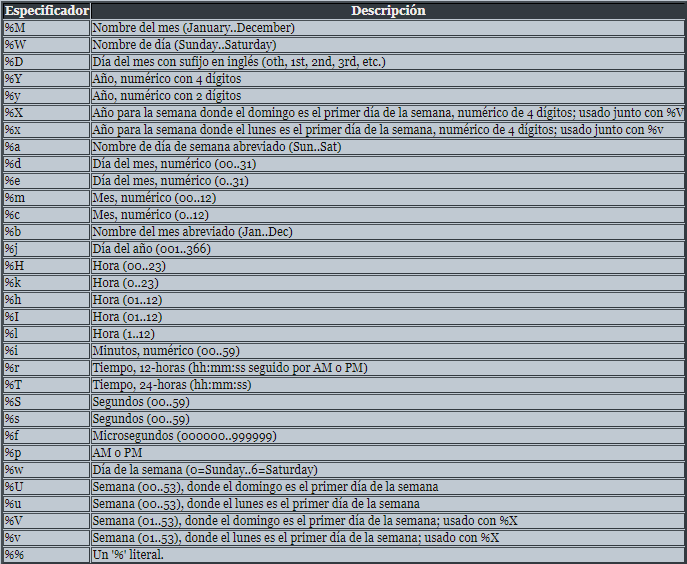 Especificador Descripción
%M Nombre del mes (January..December)
%W Nombre de día (Sunday..Saturday)
%D Día del mes con sufijo en inglés (0th, 1st, 2nd, 3rd, etc.)
%Y Año, numérico con 4 dígitos
%y Año, numérico con 2 dígitos
%X Año para la semana donde el domingo es el primer día de la semana, numérico de 4 dígitos; usado junto con %V
%x Año para la semana donde el lunes es el primer día de la semana, numérico de 4 dígitos; usado junto con %v
%a Nombre de día de semana abreviado (Sun..Sat)
%d Día del mes, numérico (00..31)
%e Día del mes, numérico (0..31)
%m Mes, numérico (00..12)
%c Mes, numérico (0..12)
%b Nombre del mes abreviado (Jan..Dec)
%j Día del año (001..366)
%H Hora (00..23)
%k Hora (0..23)
%h Hora (01..12)
%I Hora (01..12)
%l Hora (1..12)
%i Minutos, numérico (00..59)
%r Tiempo, 12-horas (hh:mm:ss seguido por AM o PM)
%T Tiempo, 24-horas (hh:mm:ss)
%S Segundos (00..59)
%s Segundos (00..59)
%f Microsegundos (000000..999999)
%p AM o PM
%w Día de la semana (0=Sunday..6=Saturday)
%U Semana (00..53), donde el domingo es el primer día de la semana
%u Semana (00..53), donde el lunes es el primer día de la semana
%V Semana (01..53), donde el domingo es el primer día de la semana; usado con %X
%v Semana (01..53), donde el lunes es el primer día de la semana; usado con %X
%% Un '%' literal.